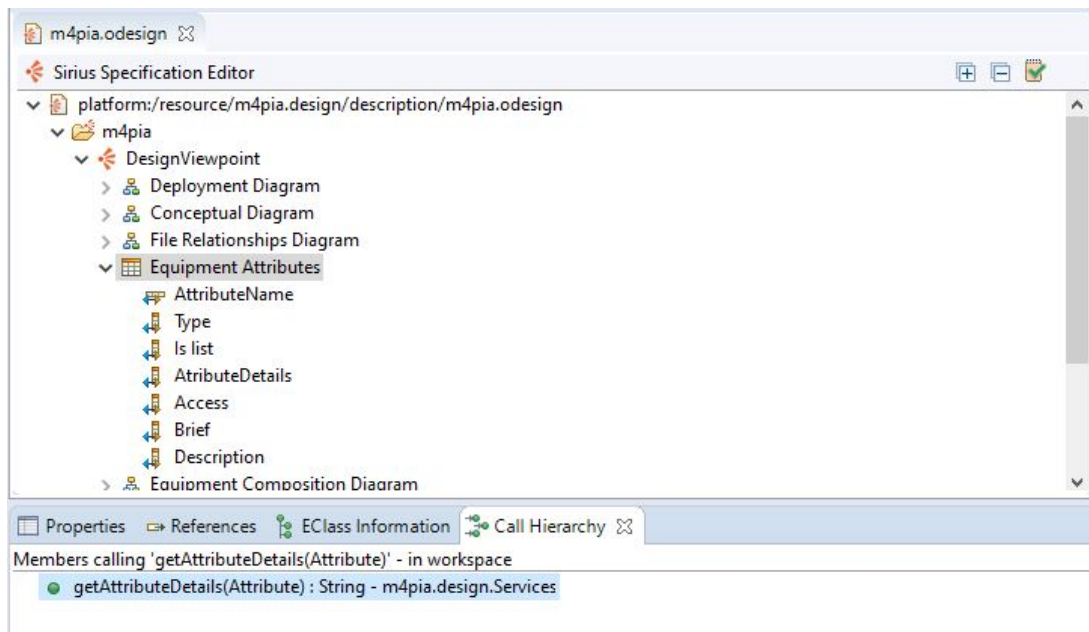 m4pia.odesign
Sirius Specification Editor
platform:/resource/m4pia.design/description/m4pia.odesign
m4pia
DesignViewpoint
Deployment Diagram
Conceptual Diagram
File Relationships Diagram
Equipment Attributes
AttributeName
Type
Is list
AtributeDetails
Access
Brief
Description
Equipment Composition Diagram
Properties References EClass Information Call Hierarchy
Members calling 'getAttributeDetails(Attribute)' - in workspace
getAttributeDetails(Attribute) : String - m4pia.design.Services